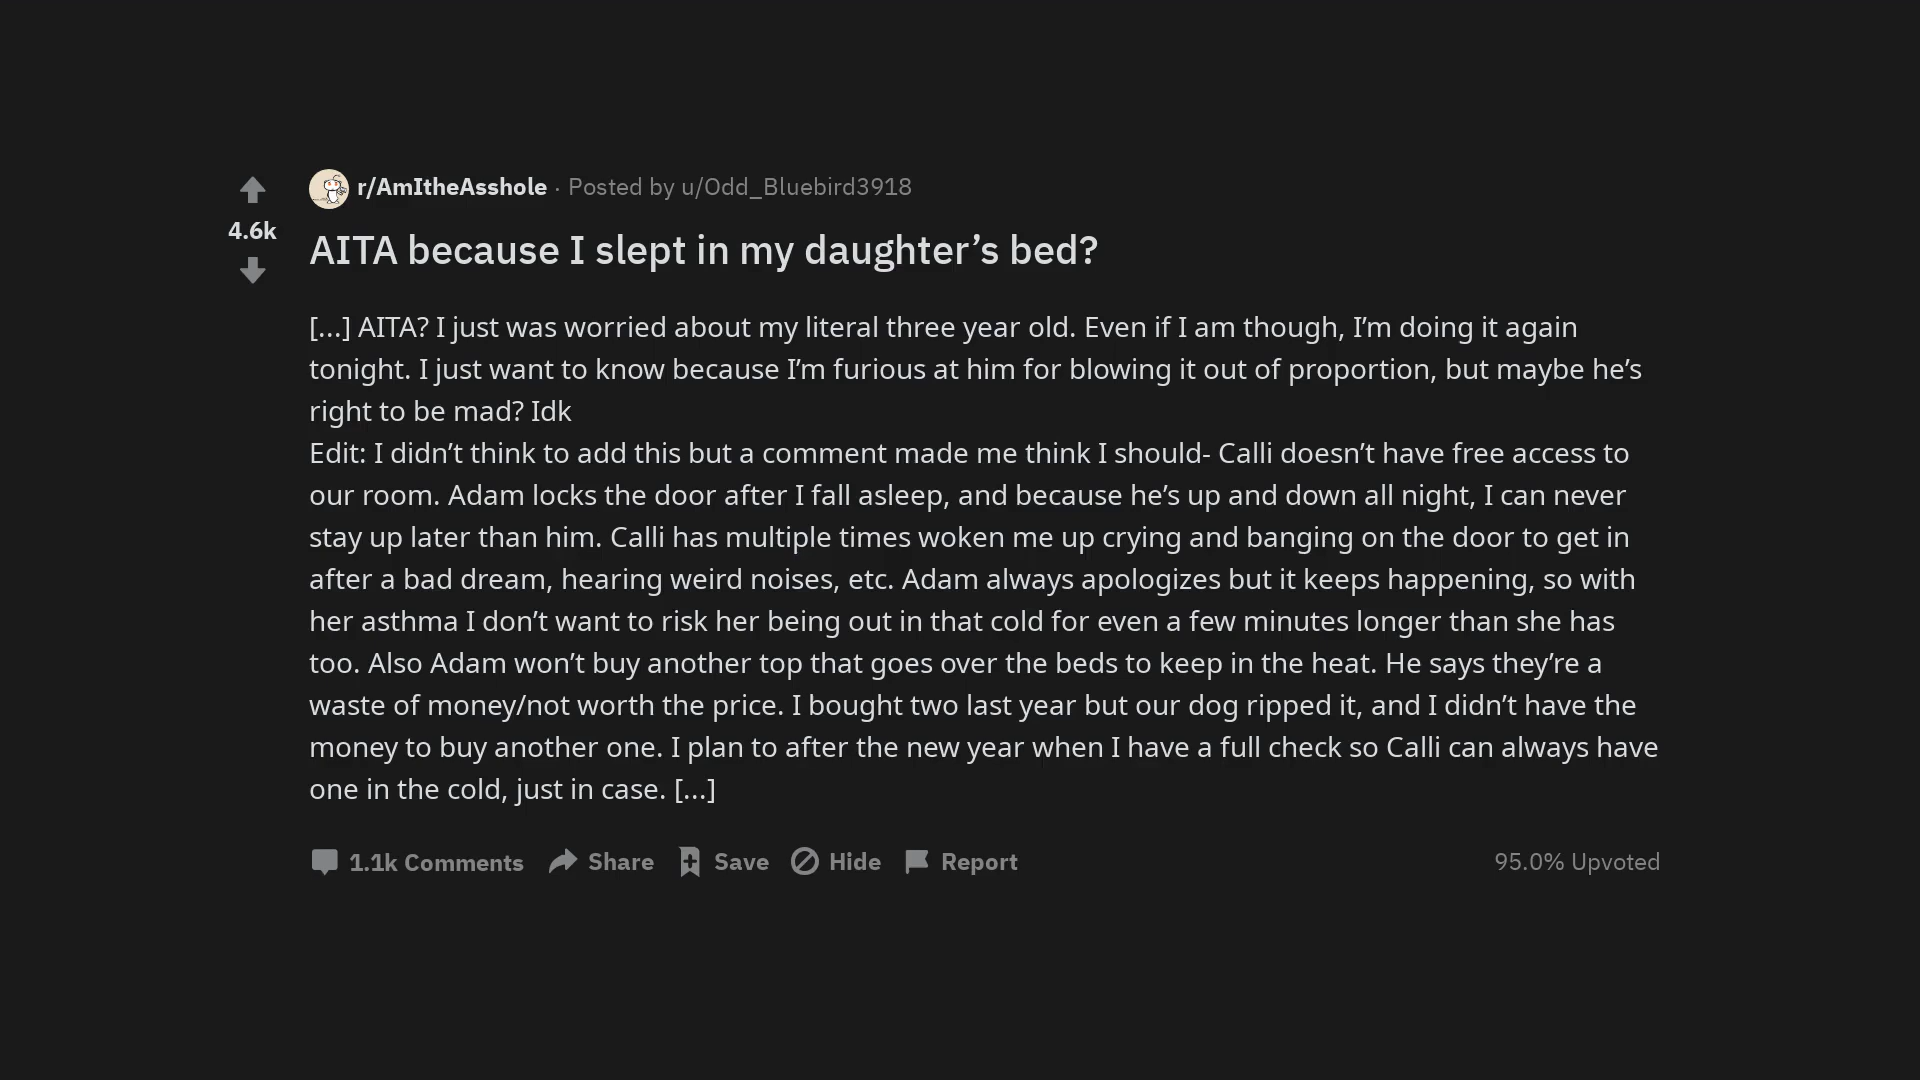 r/AmItheAsshole · Posted by u/Odd_Bluebird3918
4.6k
AITA because I slept in my daughter’s bed?
[...] AITA? I just was worried about my literal three year old. Even if I am though, I’m doing it again
tonight. I just want to know because I’m furious at him for blowing it out of proportion, but maybe he’s
right to be mad? Idk
Edit: I didn’t think to add this but a comment made me think I should- Calli doesn’t have free access to
our room. Adam locks the door after I fall asleep, and because he’s up and down all night, I can never
stay up later than him. Calli has multiple times woken me up crying and banging on the door to get in
after a bad dream, hearing weird noises, etc. Adam always apologizes but it keeps happening, so with
her asthma I don’t want to risk her being out in that cold for even a few minutes longer than she has
too. Also Adam won’t buy another top that goes over the beds to keep in the heat. He says they’re a
waste of money/not worth the price. I bought two last year but our dog ripped it, and I didn’t have the
money to buy another one. I plan to after the new year when I have a full check so Calli can always have
one in the cold, just in case. [...]
1.1k Comments Share Save Hide Report 95.0% Upvoted